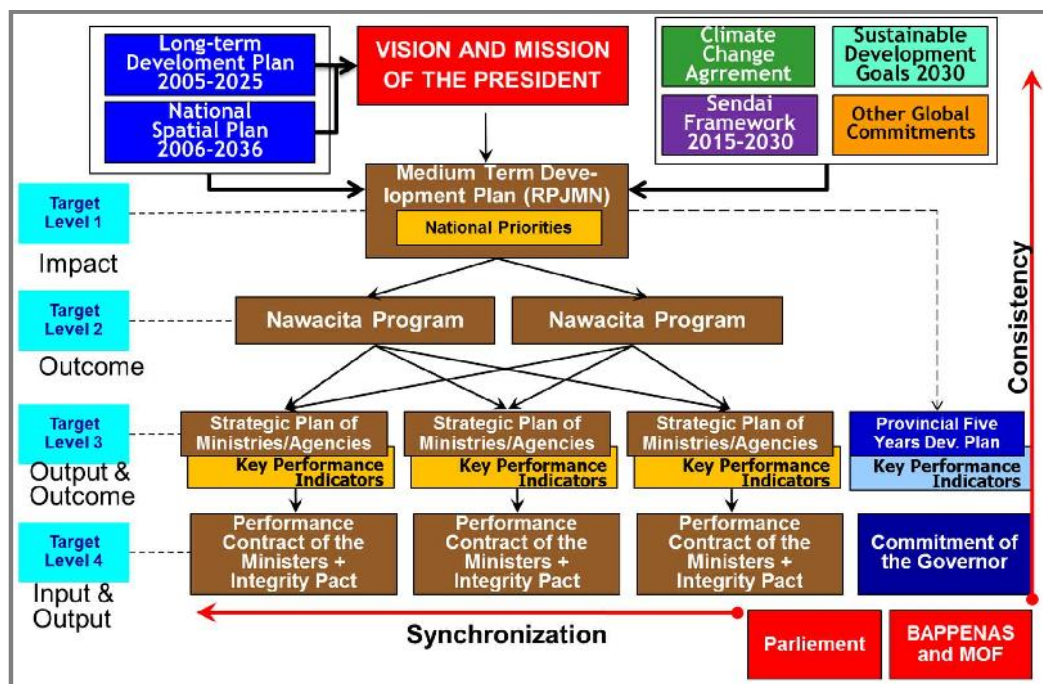 Long-term
Develoment Plan
2005-2025
National
Spatial Plan
2006-2036
VISION AND MISSION
OF THE PRESIDENT
Climate
Change
Agrrement
Sustainable
Development
Goals 2030
Sendai
Framework
2015-2030
Other Global
Commitments
Medium Term Deve-
lopment Plan (RPJMN)
National Priorities
Target
Level 1
Impact
Target
Level 2
Outcome
Nawacita Program
Nawacita Program
Target
Level 3
Output &
Outcome
Strategic Plan of
Ministries/Agencies
Key Performance
Indicators
Strategic Plan of
Ministries/Agencies
Key Performance
Indicators
Strategic Plan of
Ministries/Agencies
Key Performance
Indicators
Provincial Five
Years Dev. Plan
Key Performance
Indicators
Target
Level 4
Input &
Output
Performance
Contract of the
Ministers +
Integrity Pact
Performance
Contract of the
Ministers +
Integrity Pact
Performance
Contract of the
Ministers +
Integrity Pact
Commitment of
the Governor
Consistency
Synchronization
Parliement
BAPPENAS
and MOF